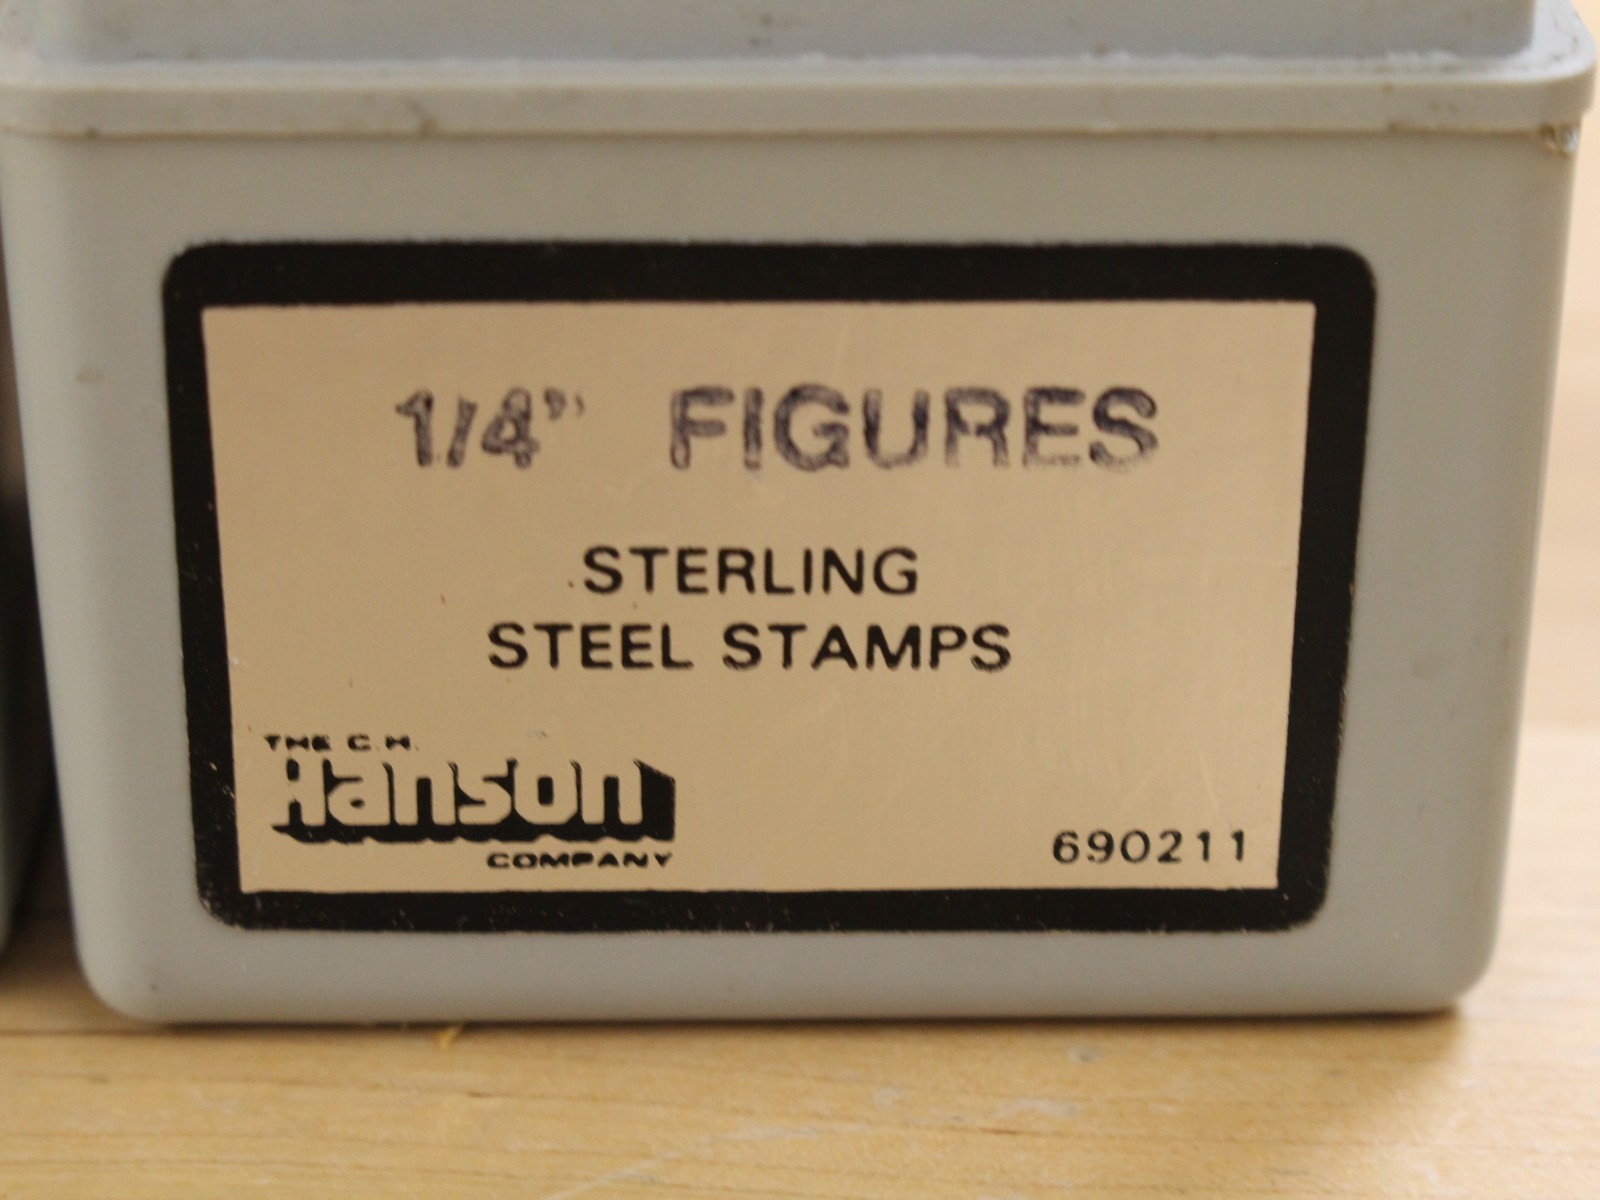 1/4" FIGURES
STERLING
STEEL STAMPS
THE C.H.
Hanson
COMPANY
690211